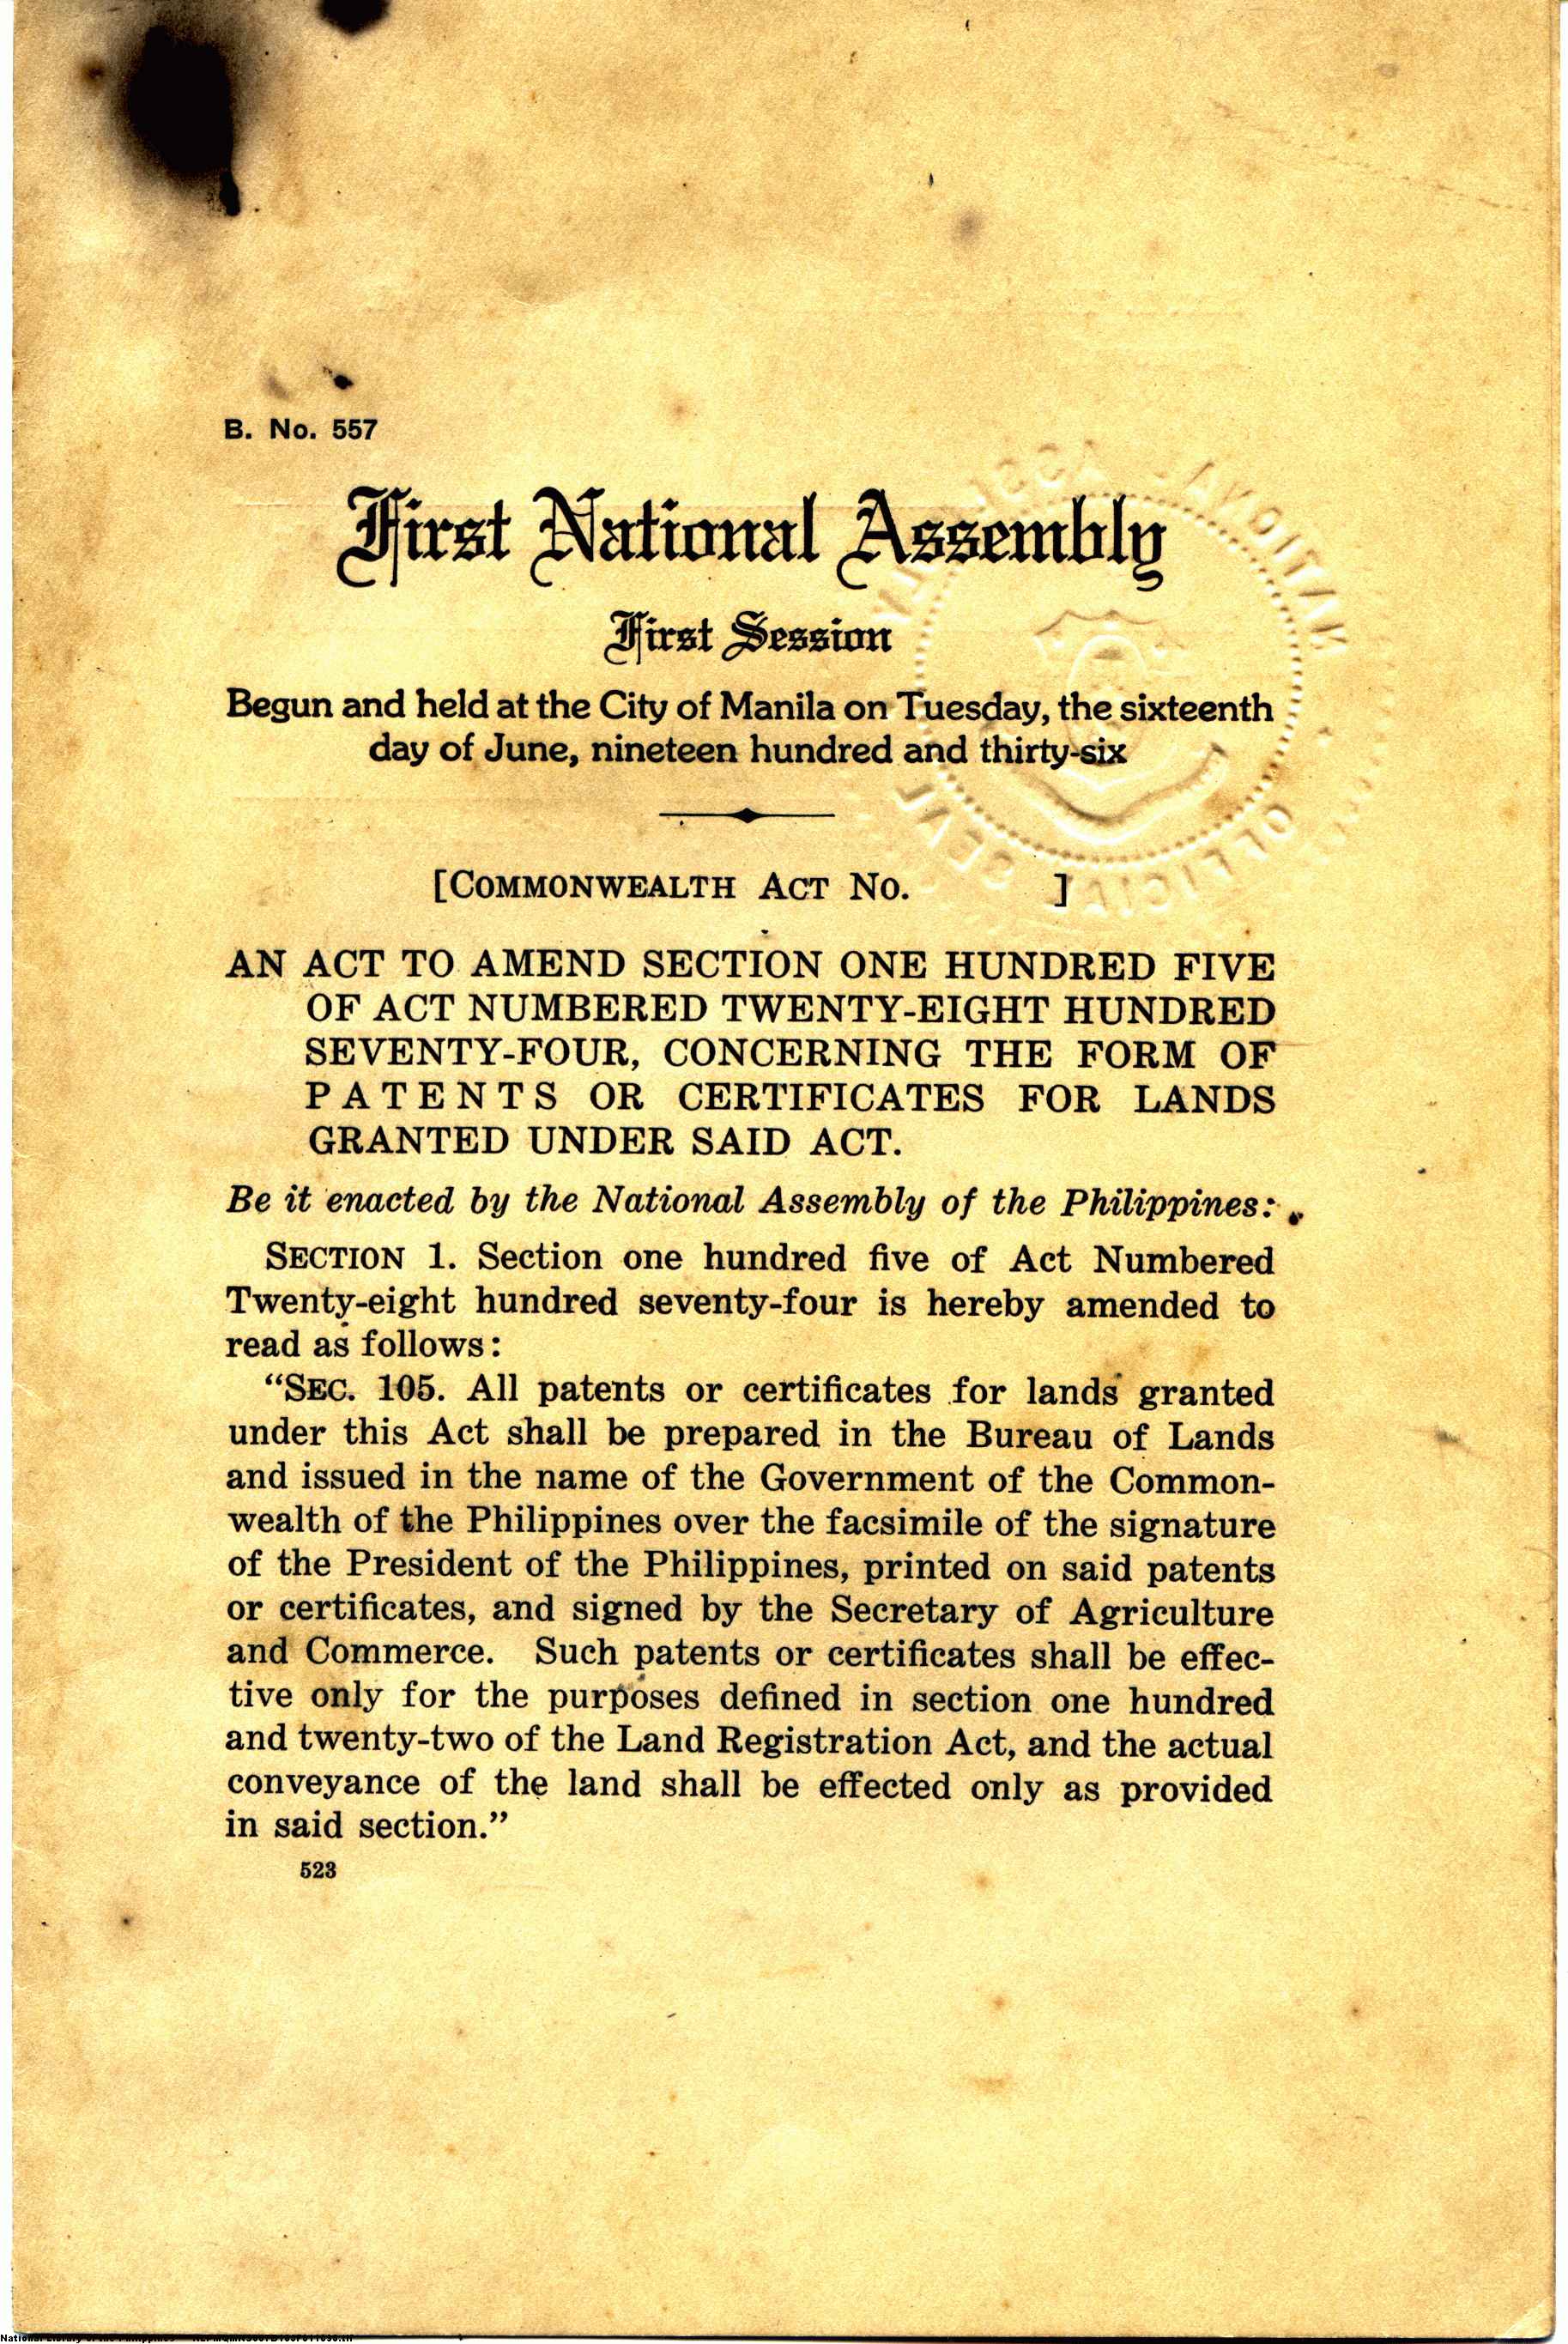 B. No. 557
First National Assembly
First Session
Begun and held at the City of Manila on Tuesday, the sixteenth
day of June, nineteen hundred and thirty-six
[COMMONWEALTH ACT NO. ]
AN ACT TO AMEND SECTION ONE HUNDRED FIVE
OF ACT NUMBERED TWENTY-EIGHT HUNDRED
SEVENTY-FOUR, CONCERNING THE FORM OF
PATENTS OR CERTIFICATES FOR LANDS
GRANTED UNDER SAID ACT.
Be it enacted by the National Assembly of the Philippines:
SECTION 1. Section one hundred five of Act Numbered
Twenty-eight hundred seventy-four is hereby amended to
read as follows:
"SEC. 105. All patents or certificates for lands granted
under this Act shall be prepared in the Bureau of Lands
and issued in the name of the Government of the Common-
wealth of the Philippines over the facsimile of the signature
of the President of the Philippines, printed on said patents
or certificates, and signed by the Secretary of Agriculture
and Commerce. Such patents or certificates shall be effec-
tive only for the purposes defined in section one hundred
and twenty-two of the Land Registration Act, and the actual
conveyance of the land shall be effected only as provided
in said section."
523